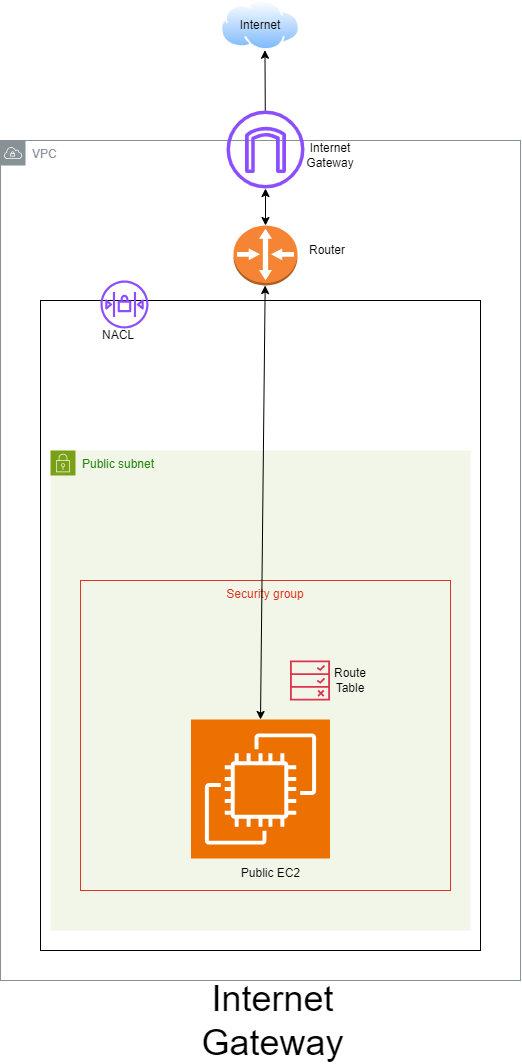 Internet
VPC
Internet
Gateway
Router
NACL
Public subnet
Security group
Route
Table
Public EC2
Internet
Gateway